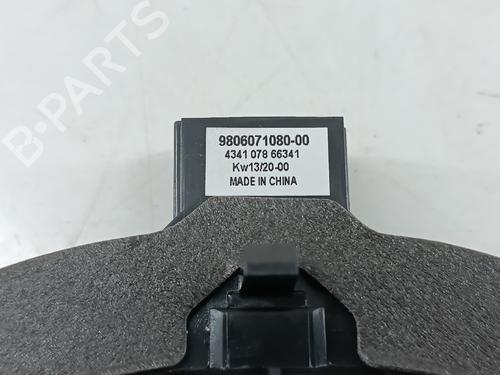 9806071080-00
4341 078 66341
Kw13/20-00
MADE IN CHINA
B-PARTS